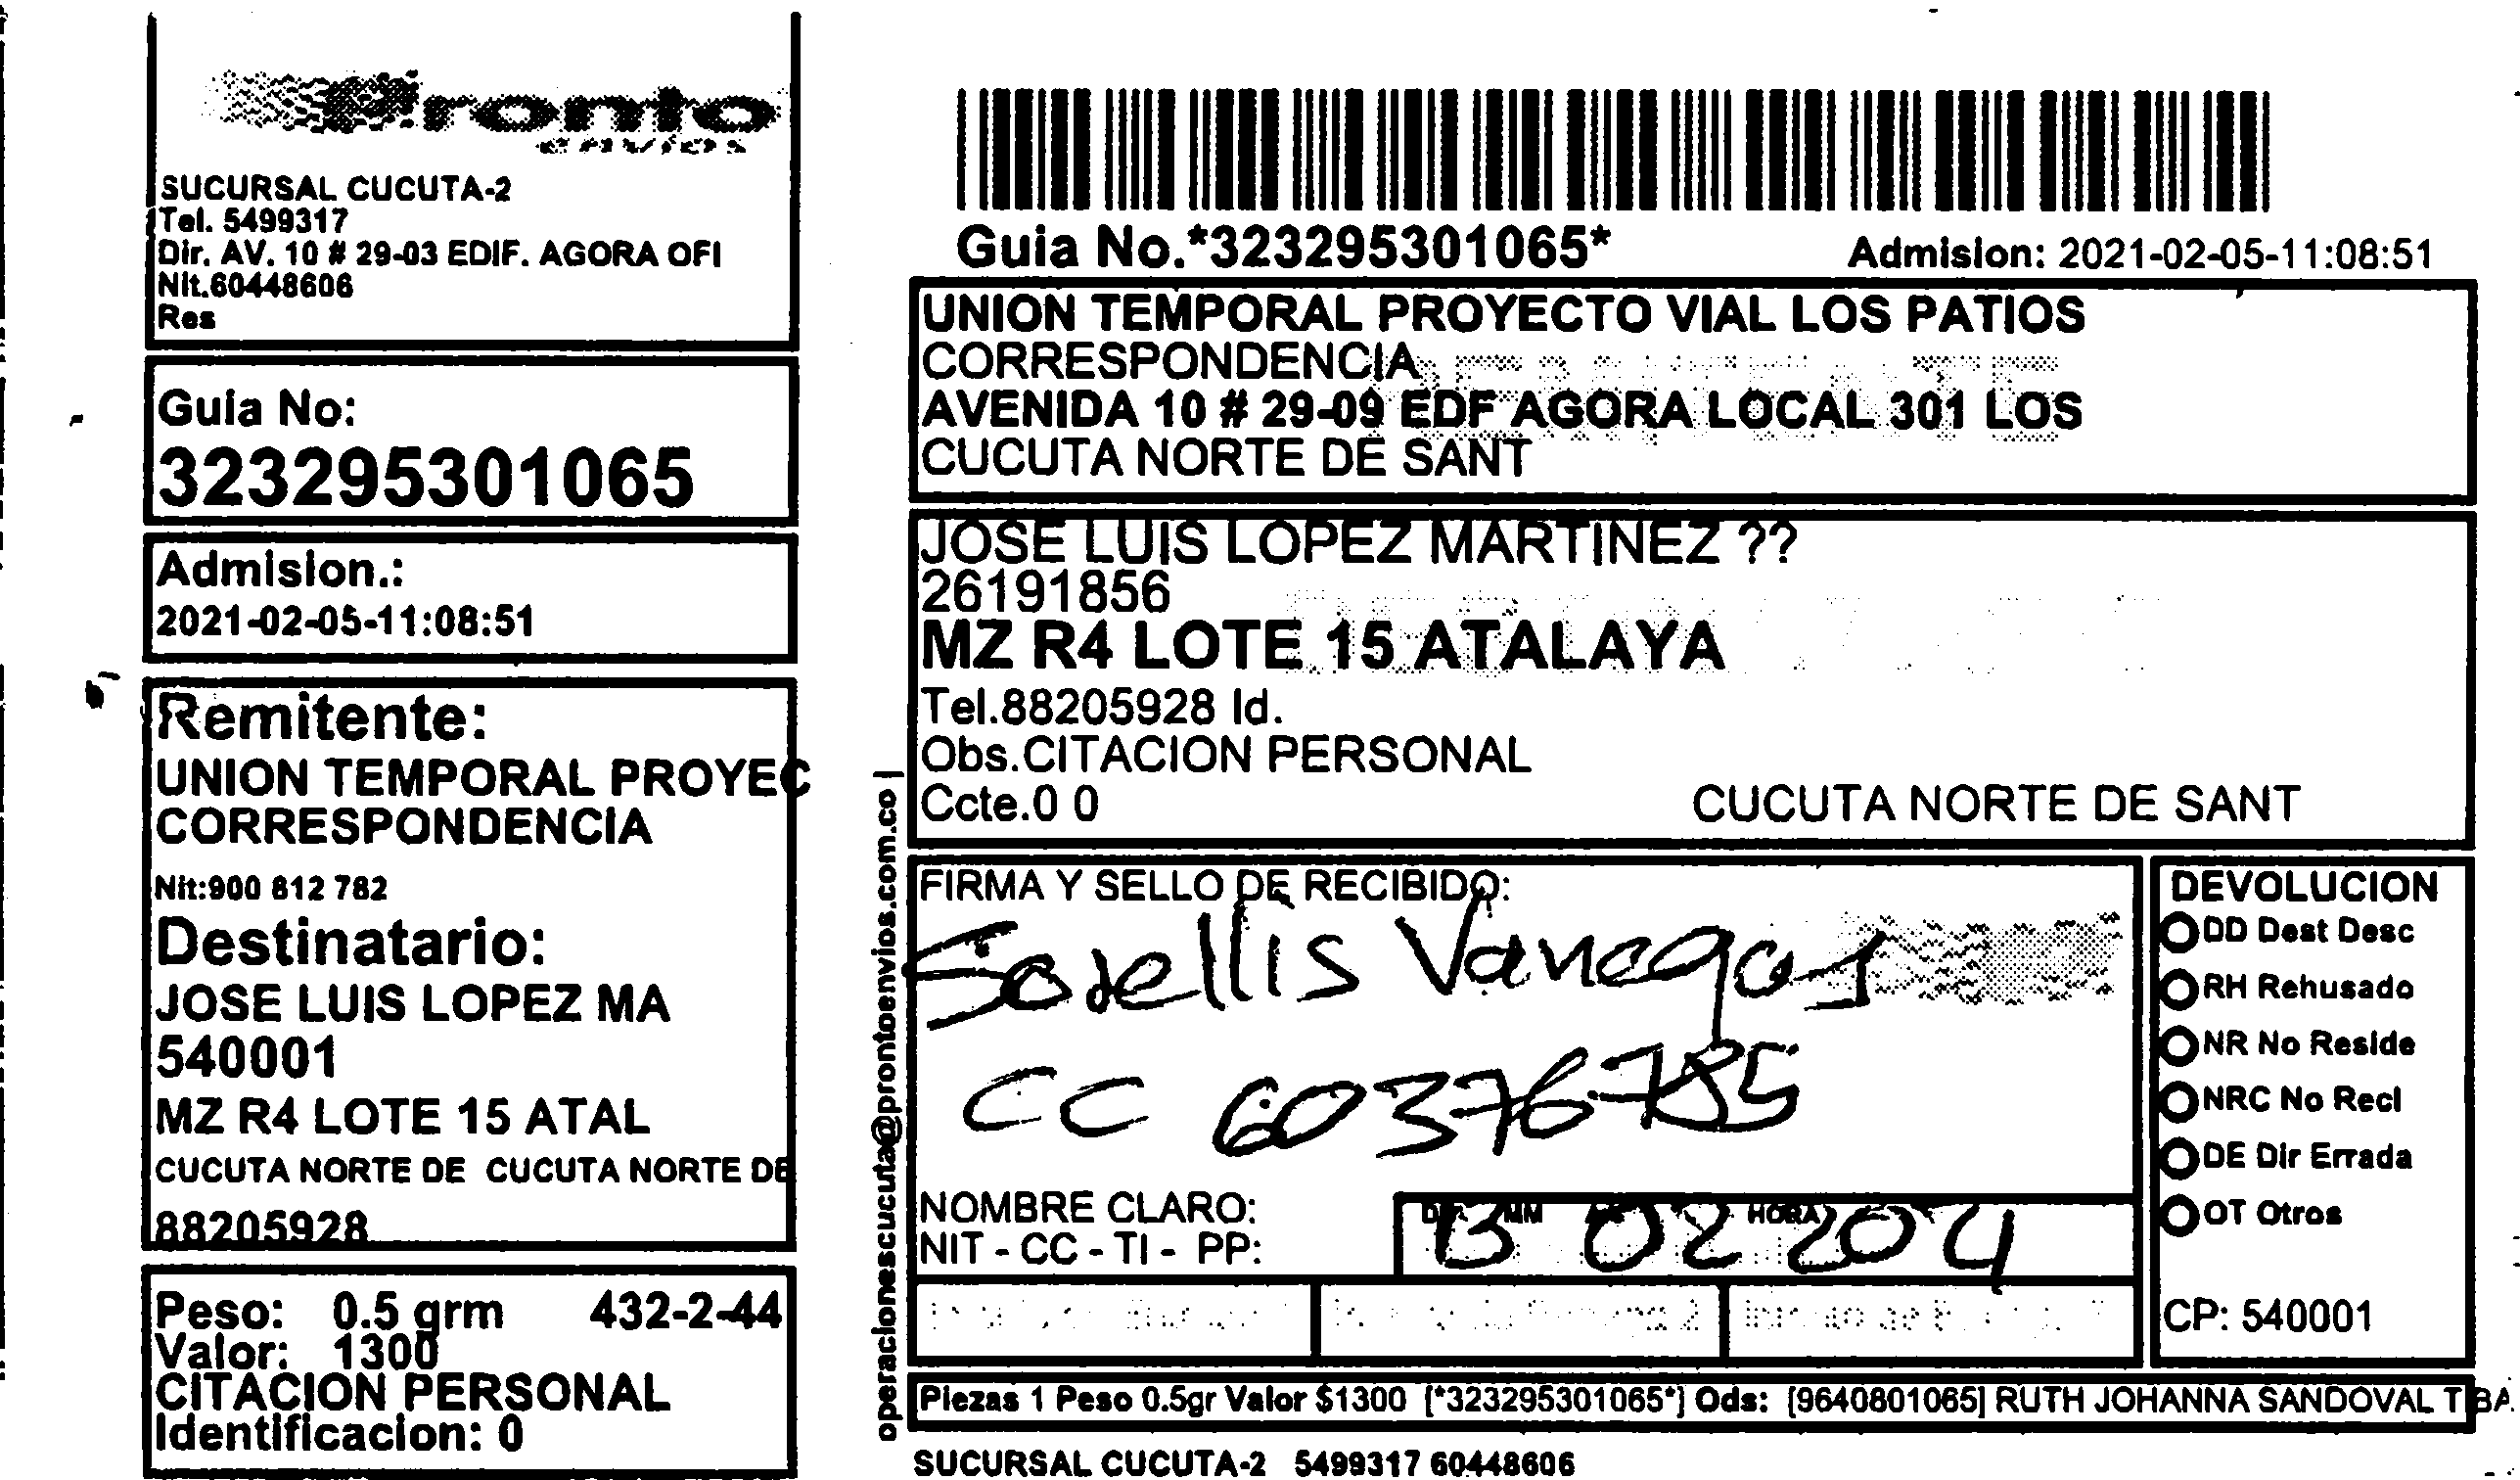 Pronto
envios
SUCURSAL CUCUTA-2
Tel. 5499317
Dir. AV. 10 # 29-03 EDIF. AGORA OFI
Nit.60448606
Res
Guia No:
323295301065
Admision.:
2021-02-05-11:08:51
Remitente:
UNION TEMPORAL PROYEC
CORRESPONDENCIA
Nit:900 812 782
Destinatario:
JOSE LUIS LOPEZ MA
540001
MZ R4 LOTE 15 ATAL
CUCUTA NORTE DE CUCUTA NORTE DE
88205928
Peso: 0.5 grm 432-2-44
Valor: 1300
CITACION PERSONAL
Identificacion: 0
operacionescucuta@prontoenvios.com.co |
Guia No.*323295301065* Admision: 2021-02-05-11:08:51
UNION TEMPORAL PROYECTO VIAL LOS PATIOS
CORRESPONDENCIA
AVENIDA 10 # 29-09 EDF AGORA LOCAL 301 LOS
CUCUTA NORTE DE SANT
JOSE LUIS LOPEZ MARTINEZ ??
26191856
MZ R4 LOTE 15 ATALAYA
Tel.88205928 Id.
Obs.CITACION PERSONAL
Ccte.0 0 CUCUTA NORTE DE SANT
FIRMA Y SELLO DE RECIBIDO:
Vanegas
CC 60376785
NOMBRE CLARO:
NIT - CC - TI - PP:
MM HORA
13 02
DEVOLUCION
DD Dest Desc
RH Rehusado
NR No Reside
NRC No Recl
DE Dir Errada
OT Otros
CP: 540001
Piezas 1 Peso 0.5gr Valor $1300 [*323295301065*] Ods: [9640801065] RUTH JOHANNA SANDOVAL TIBA
SUCURSAL CUCUTA-2 5499317 60448606